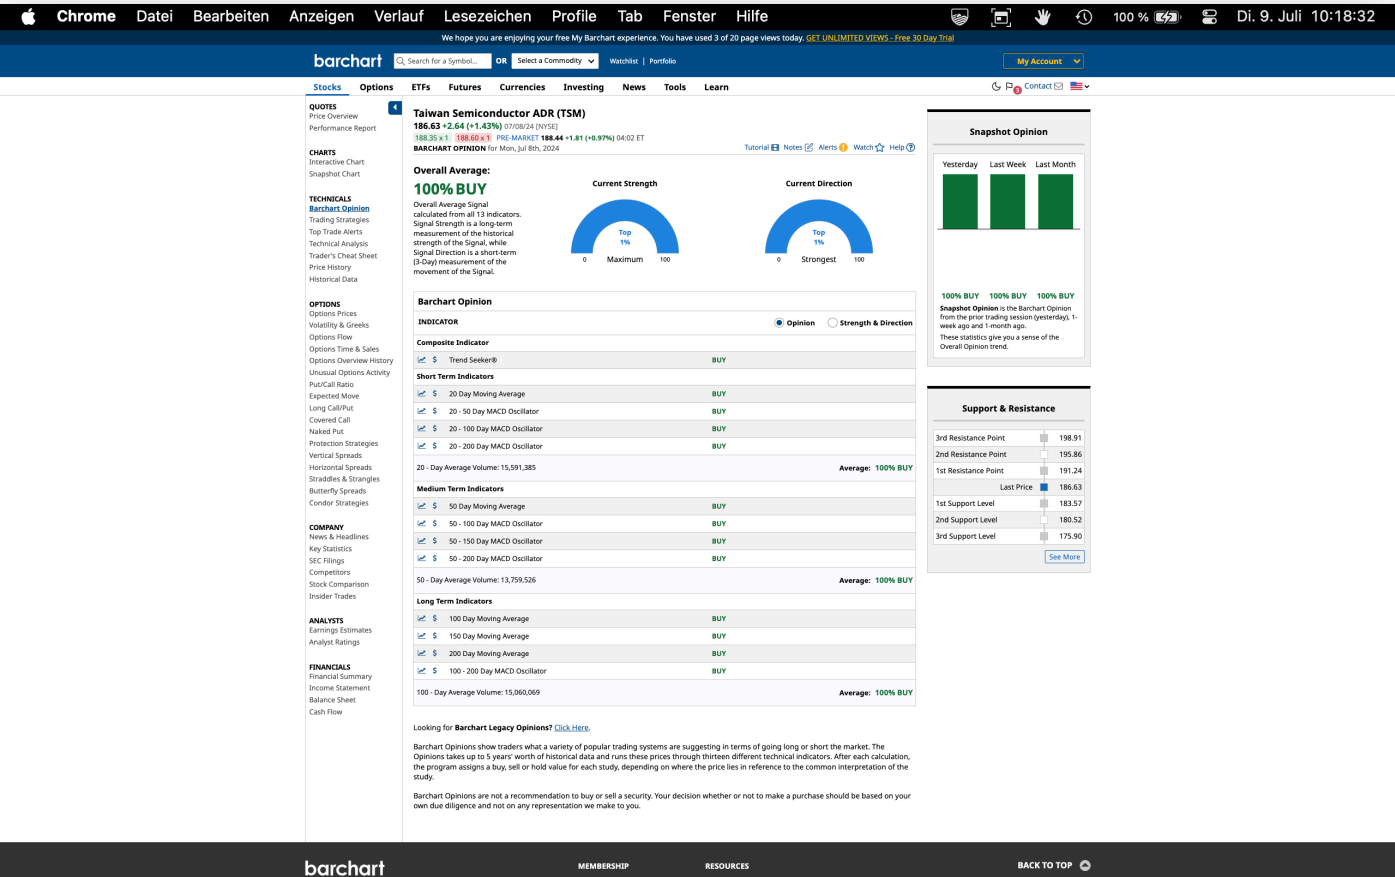 Chrome Datei Bearbeiten Anzeigen Verlauf Lesezeichen Profile Tab Fenster Hilfe 100 % Di. 9. Juli 10:18:32
We hope you are enjoying your free My Barchart experience. You have used 3 of 20 page views today. GET UNLIMITED VIEWS - Free 30 Day Trial
barchart Search for a Symbol... OR Select a Commodity Watchlist | Portfolio My Account
Stocks Options ETFs Futures Currencies Investing News Tools Learn 3 Contact
QUOTES
Price Overview
Performance Report
CHARTS
Interactive Chart
Snapshot Chart
TECHNICALS
Barchart Opinion
Trading Strategies
Top Trade Alerts
Technical Analysis
Trader's Cheat Sheet
Price History
Historical Data
OPTIONS
Options Prices
Volatility & Greeks
Options Flow
Options Time & Sales
Options Overview History
Unusual Options Activity
Put/Call Ratio
Expected Move
Long Call/Put
Covered Call
Naked Put
Protection Strategies
Vertical Spreads
Horizontal Spreads
Straddles & Strangles
Butterfly Spreads
Condor Strategies
COMPANY
News & Headlines
Key Statistics
SEC Filings
Competitors
Stock Comparison
Insider Trades
ANALYSTS
Earnings Estimates
Analyst Ratings
FINANCIALS
Financial Summary
Income Statement
Balance Sheet
Cash Flow
Taiwan Semiconductor ADR (TSM)
186.63 +2.64 (+1.43%) 07/08/24 [NYSE]
188.35 x 1 188.60 x 1 PRE-MARKET 188.44 +1.81 (+0.97%) 04:02 ET
BARCHART OPINION for Mon, Jul 8th, 2024
Tutorial Notes Alerts Watch Help
Overall Average:
100% BUY
Overall Average Signal
calculated from all 13 indicators.
Signal Strength is a long-term
measurement of the historical
strength of the Signal, while
Signal Direction is a short-term
(3-Day) measurement of the
movement of the Signal.
Current Strength
Top
1%
0 Maximum 100
Current Direction
Top
1%
0 Strongest 100
Barchart Opinion
INDICATOR Opinion Strength & Direction
Composite Indicator
$ Trend Seeker® BUY
Short Term Indicators
$ 20 Day Moving Average BUY
$ 20 - 50 Day MACD Oscillator BUY
$ 20 - 100 Day MACD Oscillator BUY
$ 20 - 200 Day MACD Oscillator BUY
20 - Day Average Volume: 15,591,385 Average: 100% BUY
Medium Term Indicators
$ 50 Day Moving Average BUY
$ 50 - 100 Day MACD Oscillator BUY
$ 50 - 150 Day MACD Oscillator BUY
$ 50 - 200 Day MACD Oscillator BUY
50 - Day Average Volume: 13,759,526 Average: 100% BUY
Long Term Indicators
$ 100 Day Moving Average BUY
$ 150 Day Moving Average BUY
$ 200 Day Moving Average BUY
$ 100 - 200 Day MACD Oscillator BUY
100 - Day Average Volume: 15,060,069 Average: 100% BUY
Looking for Barchart Legacy Opinions? Click Here.
Barchart Opinions show traders what a variety of popular trading systems are suggesting in terms of going long or short the market. The
Opinions takes up to 5 years' worth of historical data and runs these prices through thirteen different technical indicators. After each calculation,
the program assigns a buy, sell or hold value for each study, depending on where the price lies in reference to the common interpretation of the
study.
Barchart Opinions are not a recommendation to buy or sell a security. Your decision whether or not to make a purchase should be based on your
own due diligence and not on any representation we make to you.
Snapshot Opinion
Yesterday Last Week Last Month
100% BUY 100% BUY 100% BUY
Snapshot Opinion is the Barchart Opinion
from the prior trading session (yesterday), 1-
week ago and 1-month ago.
These statistics give you a sense of the
Overall Opinion trend.
Support & Resistance
3rd Resistance Point 198.91
2nd Resistance Point 195.86
1st Resistance Point 191.24
Last Price 186.63
1st Support Level 183.57
2nd Support Level 180.52
3rd Support Level 175.90
See More
barchart MEMBERSHIP RESOURCES BACK TO TOP